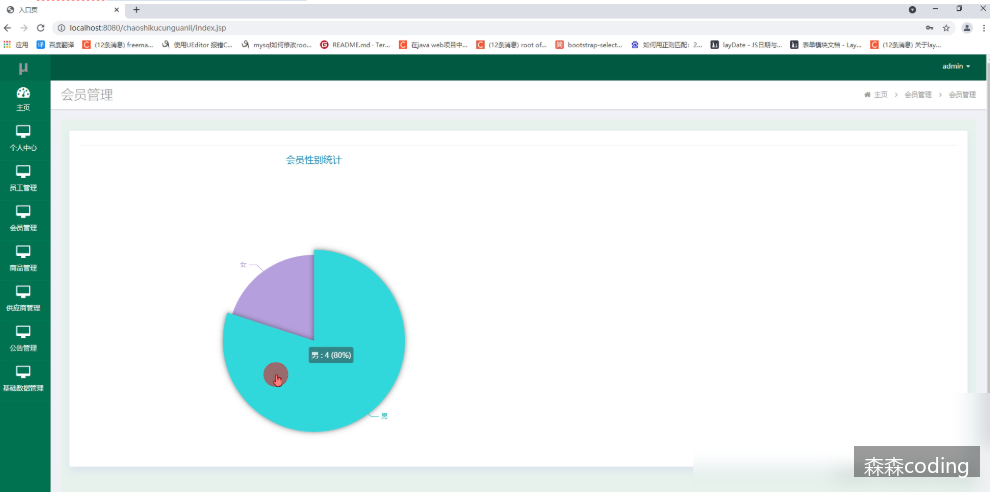 入口页
localhost:8080/chaoshikucunguanli/index.jsp
应用
百度翻译
(12条消息) freema...
使用UEditor 报错C...
mysql如何修改roo...
README.md · Ter...
在java web项目中...
(12条消息) root of...
bootstrap-select...
如何用正则匹配：2...
layDate - JS日期与...
表单模块文档 - Lay...
(12条消息) 关于lay...
μ
admin
会员管理
主页 > 会员管理 > 会员管理
主页
个人中心
员工管理
会员管理
商品管理
供应商管理
公告管理
基础数据管理
会员性别统计
女
男 : 4 (80%)
男
森森coding